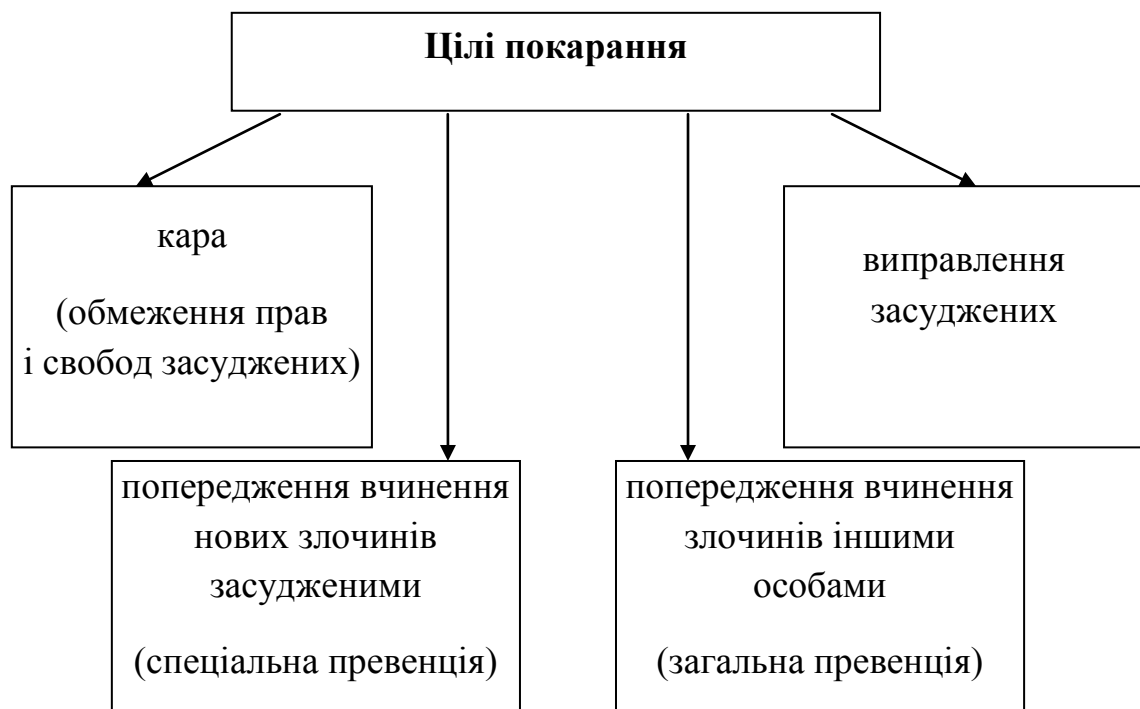 Цілі покарання
кара
(обмеження прав
і свобод засуджених)
виправлення
засуджених
попередження вчинення
нових злочинів
засудженими
(спеціальна превенція)
попередження вчинення
злочинів іншими
особами
(загальна превенція)